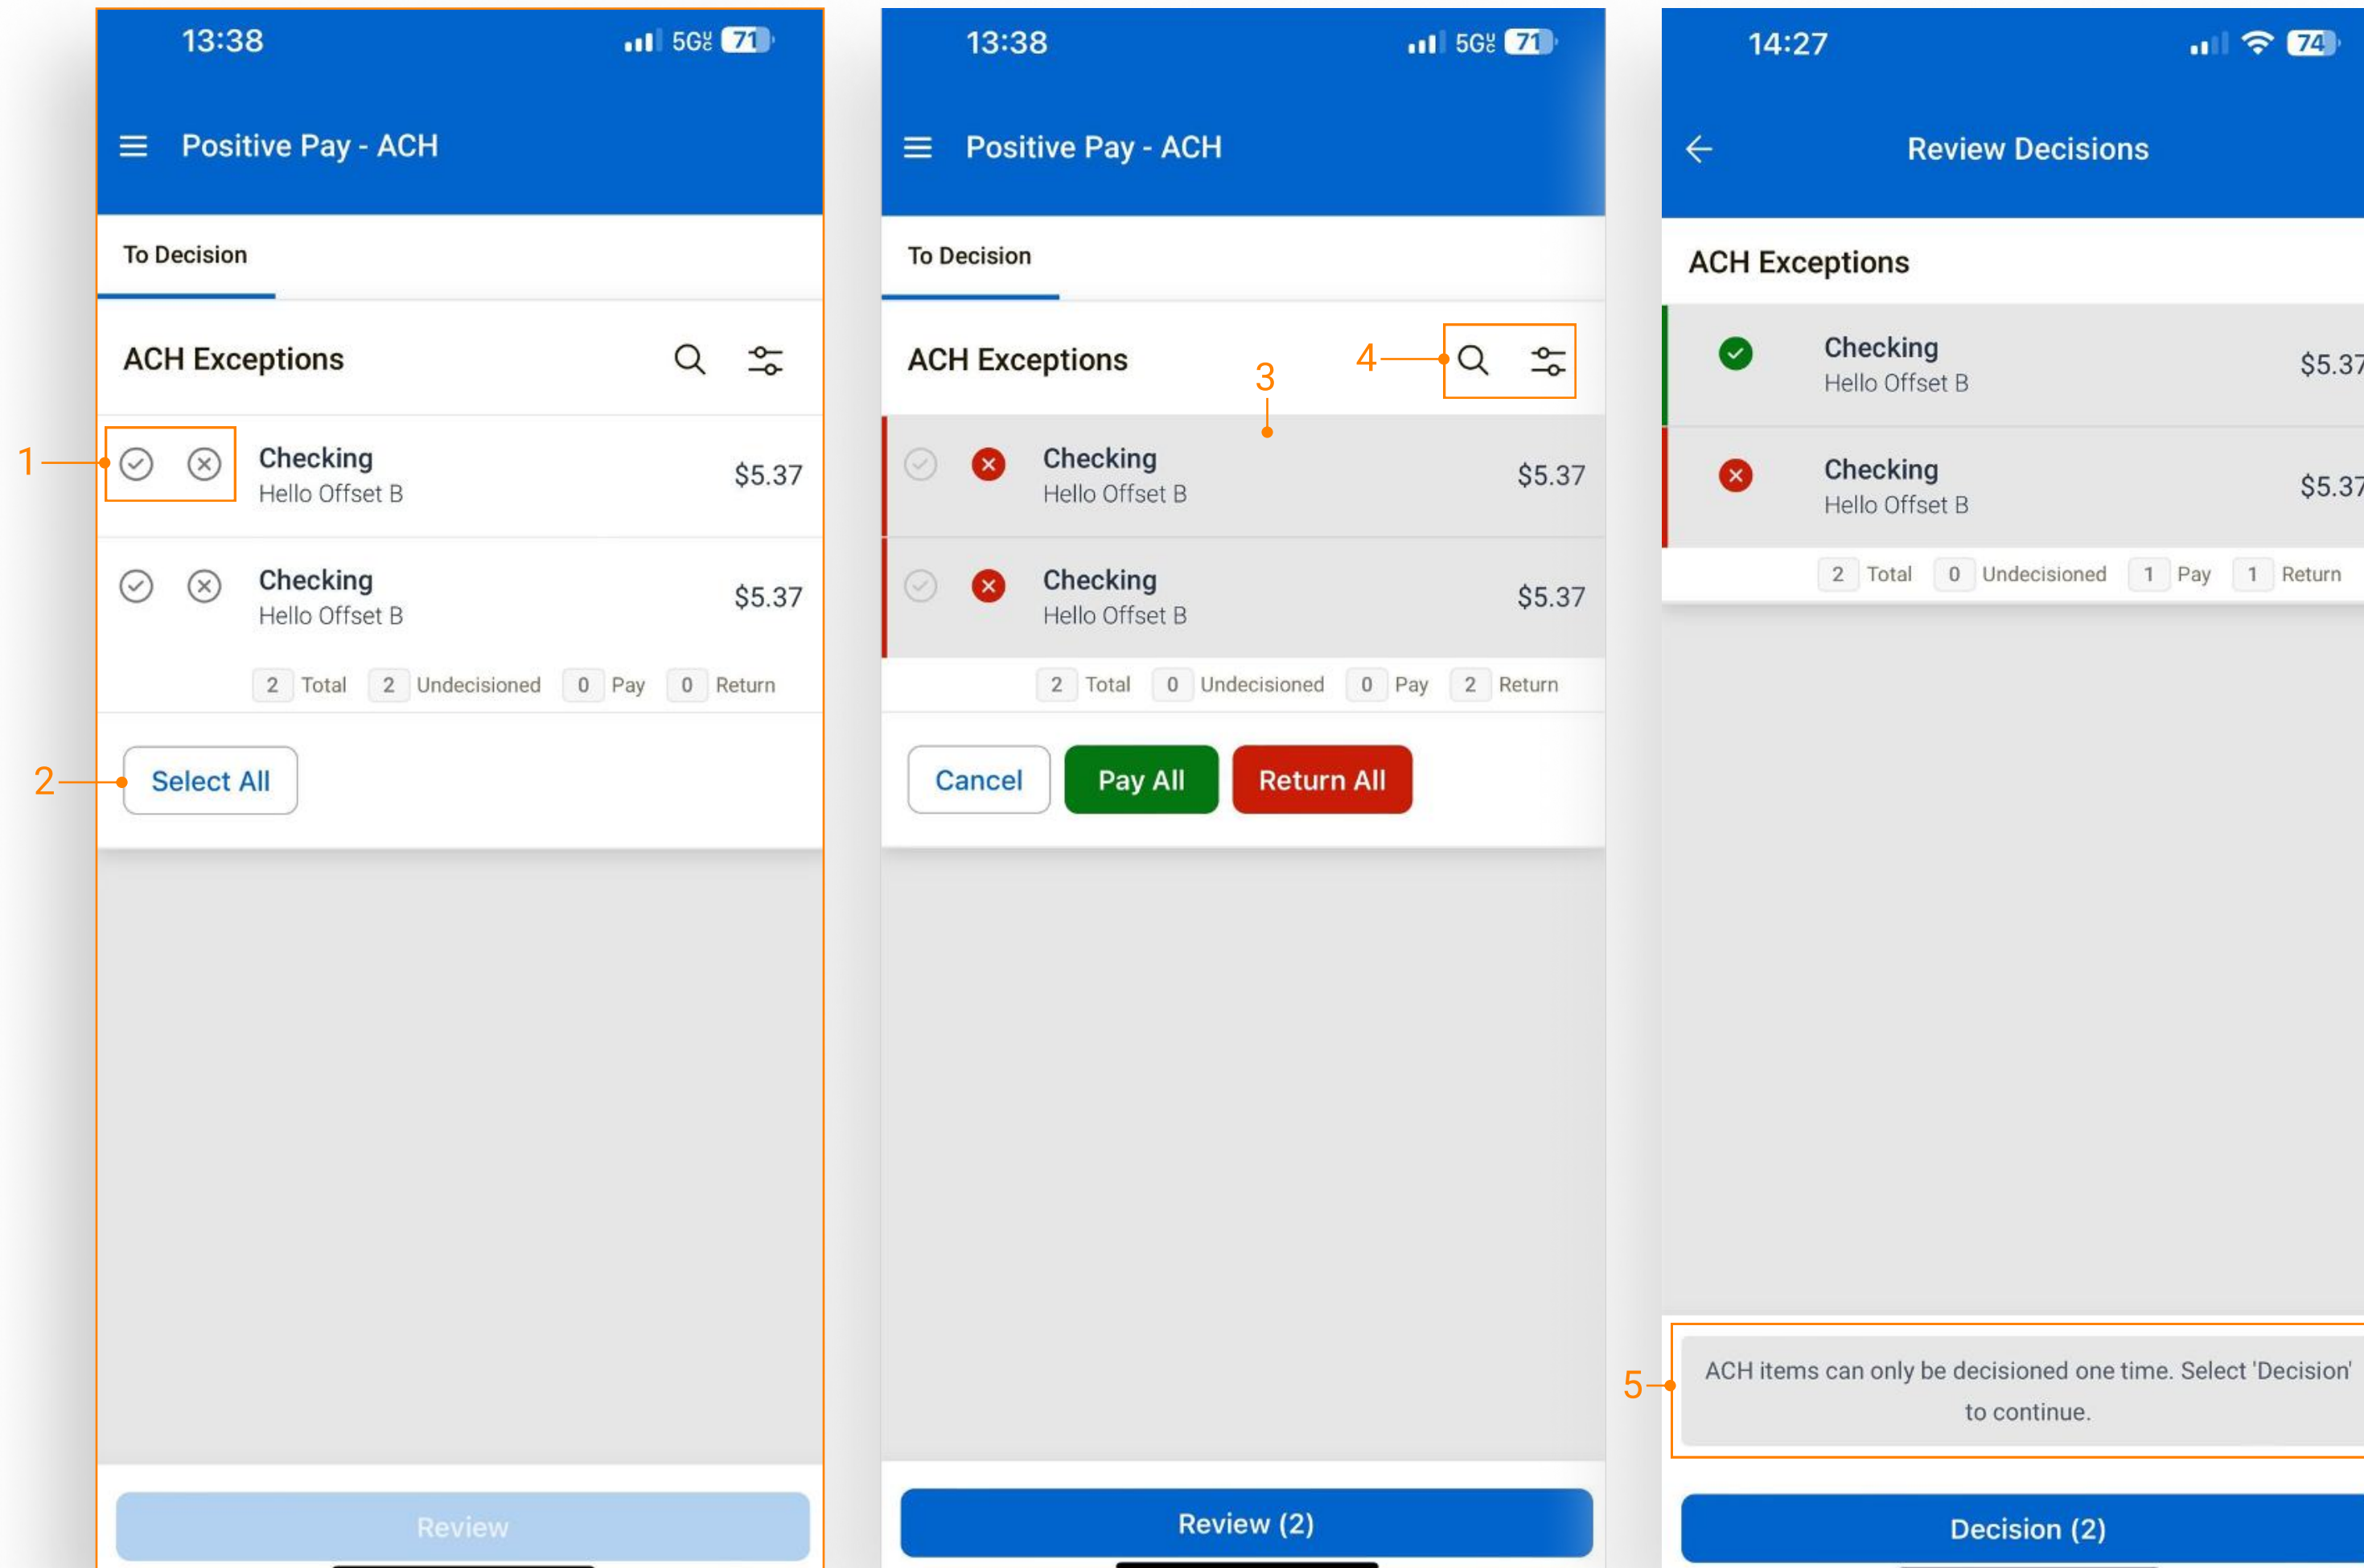 13:38
5G
71
Positive Pay - ACH
To Decision
ACH Exceptions
1
Checking
Hello Offset B
$5.37
Checking
Hello Offset B
$5.37
2 Total 2 Undecisioned 0 Pay 0 Return
2
Select All
Review
13:38
5G
71
Positive Pay - ACH
To Decision
ACH Exceptions
3
4
Checking
Hello Offset B
$5.37
Checking
Hello Offset B
$5.37
2 Total 0 Undecisioned 0 Pay 2 Return
Cancel
Pay All
Return All
Review (2)
14:27
74
Review Decisions
ACH Exceptions
Checking
Hello Offset B
$5.37
Checking
Hello Offset B
$5.37
2 Total 0 Undecisioned 1 Pay 1 Return
5
ACH items can only be decisioned one time. Select 'Decision'
to continue.
Decision (2)